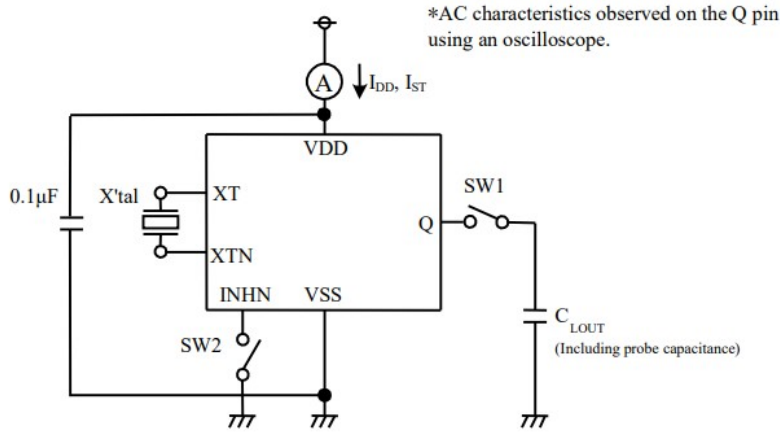 *AC characteristics observed on the Q pin
using an oscilloscope.
A
IDD, IST
VDD
0.1μF
X'tal
XT
SW1
Q
XTN
INHN
VSS
SW2
CLOUT
(Including probe capacitance)